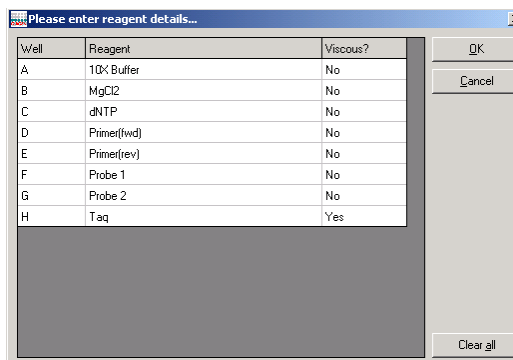 Please enter reagent details...
Well Reagent Viscous? OK
A 10X Buffer No
Cancel
B MgCl2 No
C dNTP No
D Primer(fwd) No
E Primer(rev) No
F Probe 1 No
G Probe 2 No
H Taq Yes
Clear all